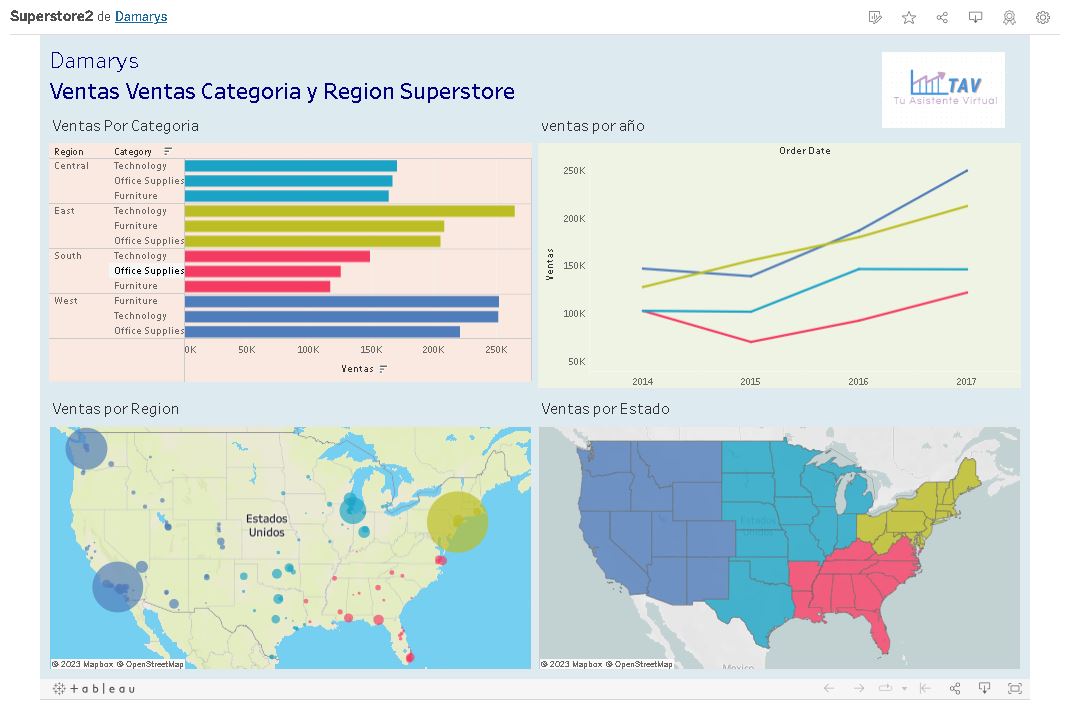 Superstore2 de Damarys
Damarys
Ventas Ventas Categoria y Region Superstore
TAV
Tu Asistente Virtual
Ventas Por Categoria
Region Category
Central Technology
Office Supplies
Furniture
East Technology
Furniture
Office Supplies
South Technology
Office Supplies
Furniture
West Furniture
Technology
Office Supplies
0K 50K 100K 150K 200K 250K
Ventas
ventas por año
Order Date
250K
200K
150K
100K
50K
Ventas
2014 2015 2016 2017
Ventas por Region
Estados
Unidos
© 2023 Mapbox © OpenStreetMap
Ventas por Estado
Estados
Unidos
México
© 2023 Mapbox © OpenStreetMap
+ a b l e a u